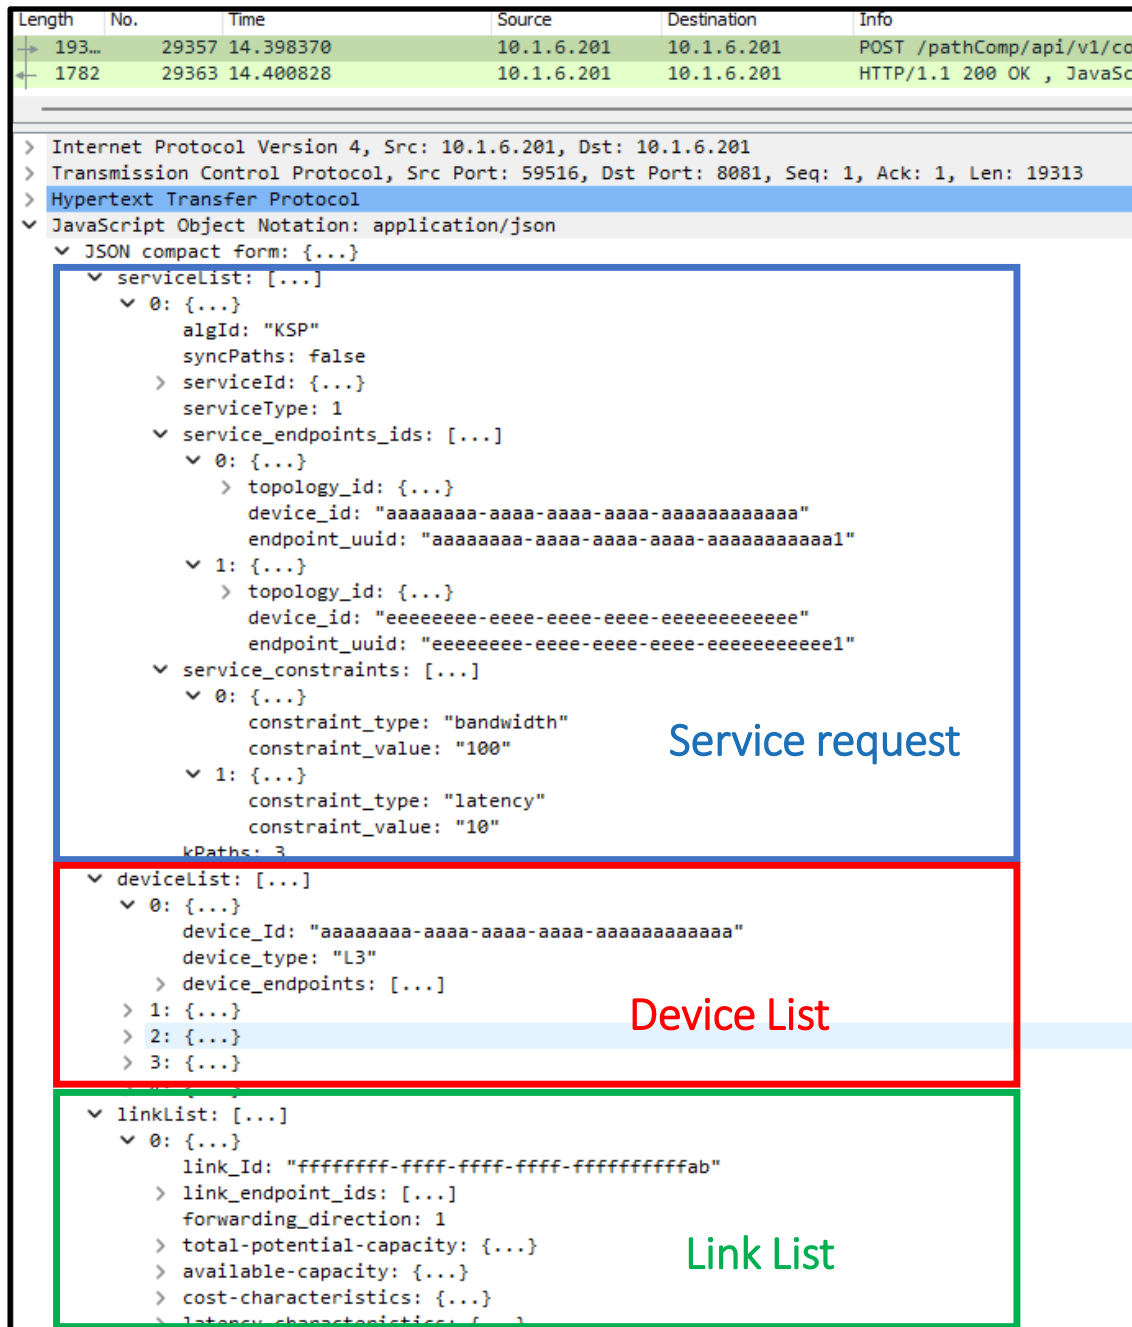 Length No. Time Source Destination Info
193… 29357 14.398370 10.1.6.201 10.1.6.201 POST /pathComp/api/v1/co
1782 29363 14.400828 10.1.6.201 10.1.6.201 HTTP/1.1 200 OK , JavaSc
Internet Protocol Version 4, Src: 10.1.6.201, Dst: 10.1.6.201
Transmission Control Protocol, Src Port: 59516, Dst Port: 8081, Seq: 1, Ack: 1, Len: 19313
Hypertext Transfer Protocol
JavaScript Object Notation: application/json
JSON compact form: {...}
serviceList: [...]
0: {...}
algId: "KSP"
syncPaths: false
serviceId: {...}
serviceType: 1
service_endpoints_ids: [...]
0: {...}
topology_id: {...}
device_id: "aaaaaaaa-aaaa-aaaa-aaaa-aaaaaaaaaaaa"
endpoint_uuid: "aaaaaaaa-aaaa-aaaa-aaaa-aaaaaaaaaaa1"
1: {...}
topology_id: {...}
device_id: "eeeeeeee-eeee-eeee-eeee-eeeeeeeeeeee"
endpoint_uuid: "eeeeeeee-eeee-eeee-eeee-eeeeeeeeeee1"
service_constraints: [...]
0: {...}
constraint_type: "bandwidth"
constraint_value: "100"
Service request
1: {...}
constraint_type: "latency"
constraint_value: "10"
kPaths: 3
deviceList: [...]
0: {...}
device_Id: "aaaaaaaa-aaaa-aaaa-aaaa-aaaaaaaaaaaa"
device_type: "L3"
device_endpoints: [...]
1: {...}
Device List
2: {...}
3: {...}
linkList: [...]
0: {...}
link_Id: "ffffffff-ffff-ffff-ffff-ffffffffffab"
link_endpoint_ids: [...]
forwarding_direction: 1
total-potential-capacity: {...}
Link List
available-capacity: {...}
cost-characteristics: {...}
latency-characteristics: {...}